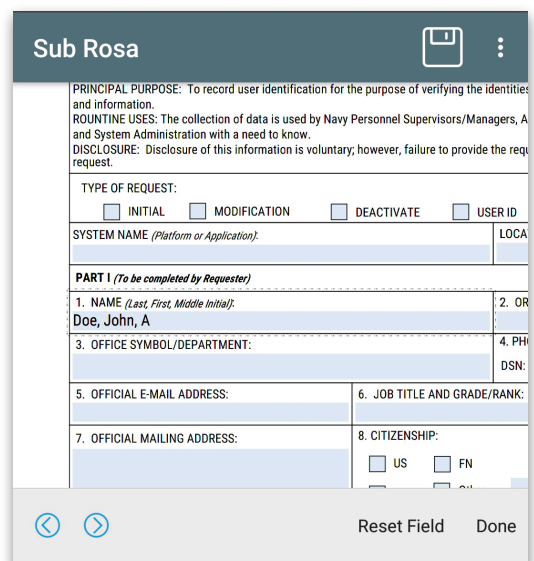 Sub Rosa
PRINCIPAL PURPOSE: To record user identification for the purpose of verifying the identities
and information.
ROUTINE USES: The collection of data is used by Navy Personnel Supervisors/Managers, A
and System Administration with a need to know.
DISCLOSURE: Disclosure of this information is voluntary; however, failure to provide the requ
request.
TYPE OF REQUEST:
INITIAL MODIFICATION DEACTIVATE USER ID
SYSTEM NAME (Platform or Application): LOCA
PART I (To be completed by Requester)
1. NAME (Last, First, Middle Initial): 2. OR
Doe, John, A
3. OFFICE SYMBOL/DEPARTMENT: 4. PH
DSN:
5. OFFICIAL E-MAIL ADDRESS: 6. JOB TITLE AND GRADE/RANK:
7. OFFICIAL MAILING ADDRESS: 8. CITIZENSHIP:
US FN
Reset Field Done